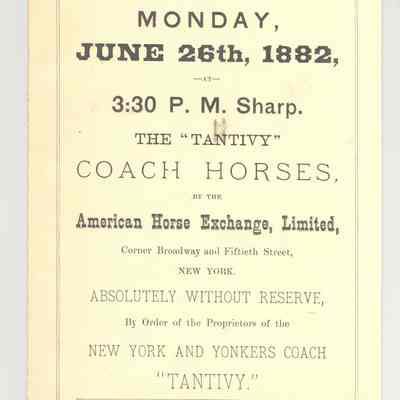 MONDAY,
JUNE 26th, 1882,
—AT—
3:30 P. M. Sharp.
THE "TANTIVY"
COACH HORSES,
BY THE
American Horse Exchange, Limited,
Corner Broadway and Fiftieth Street,
NEW YORK.
ABSOLUTELY WITHOUT RESERVE,
By Order of the Proprietors of the
NEW YORK AND YONKERS COACH
"TANTIVY."